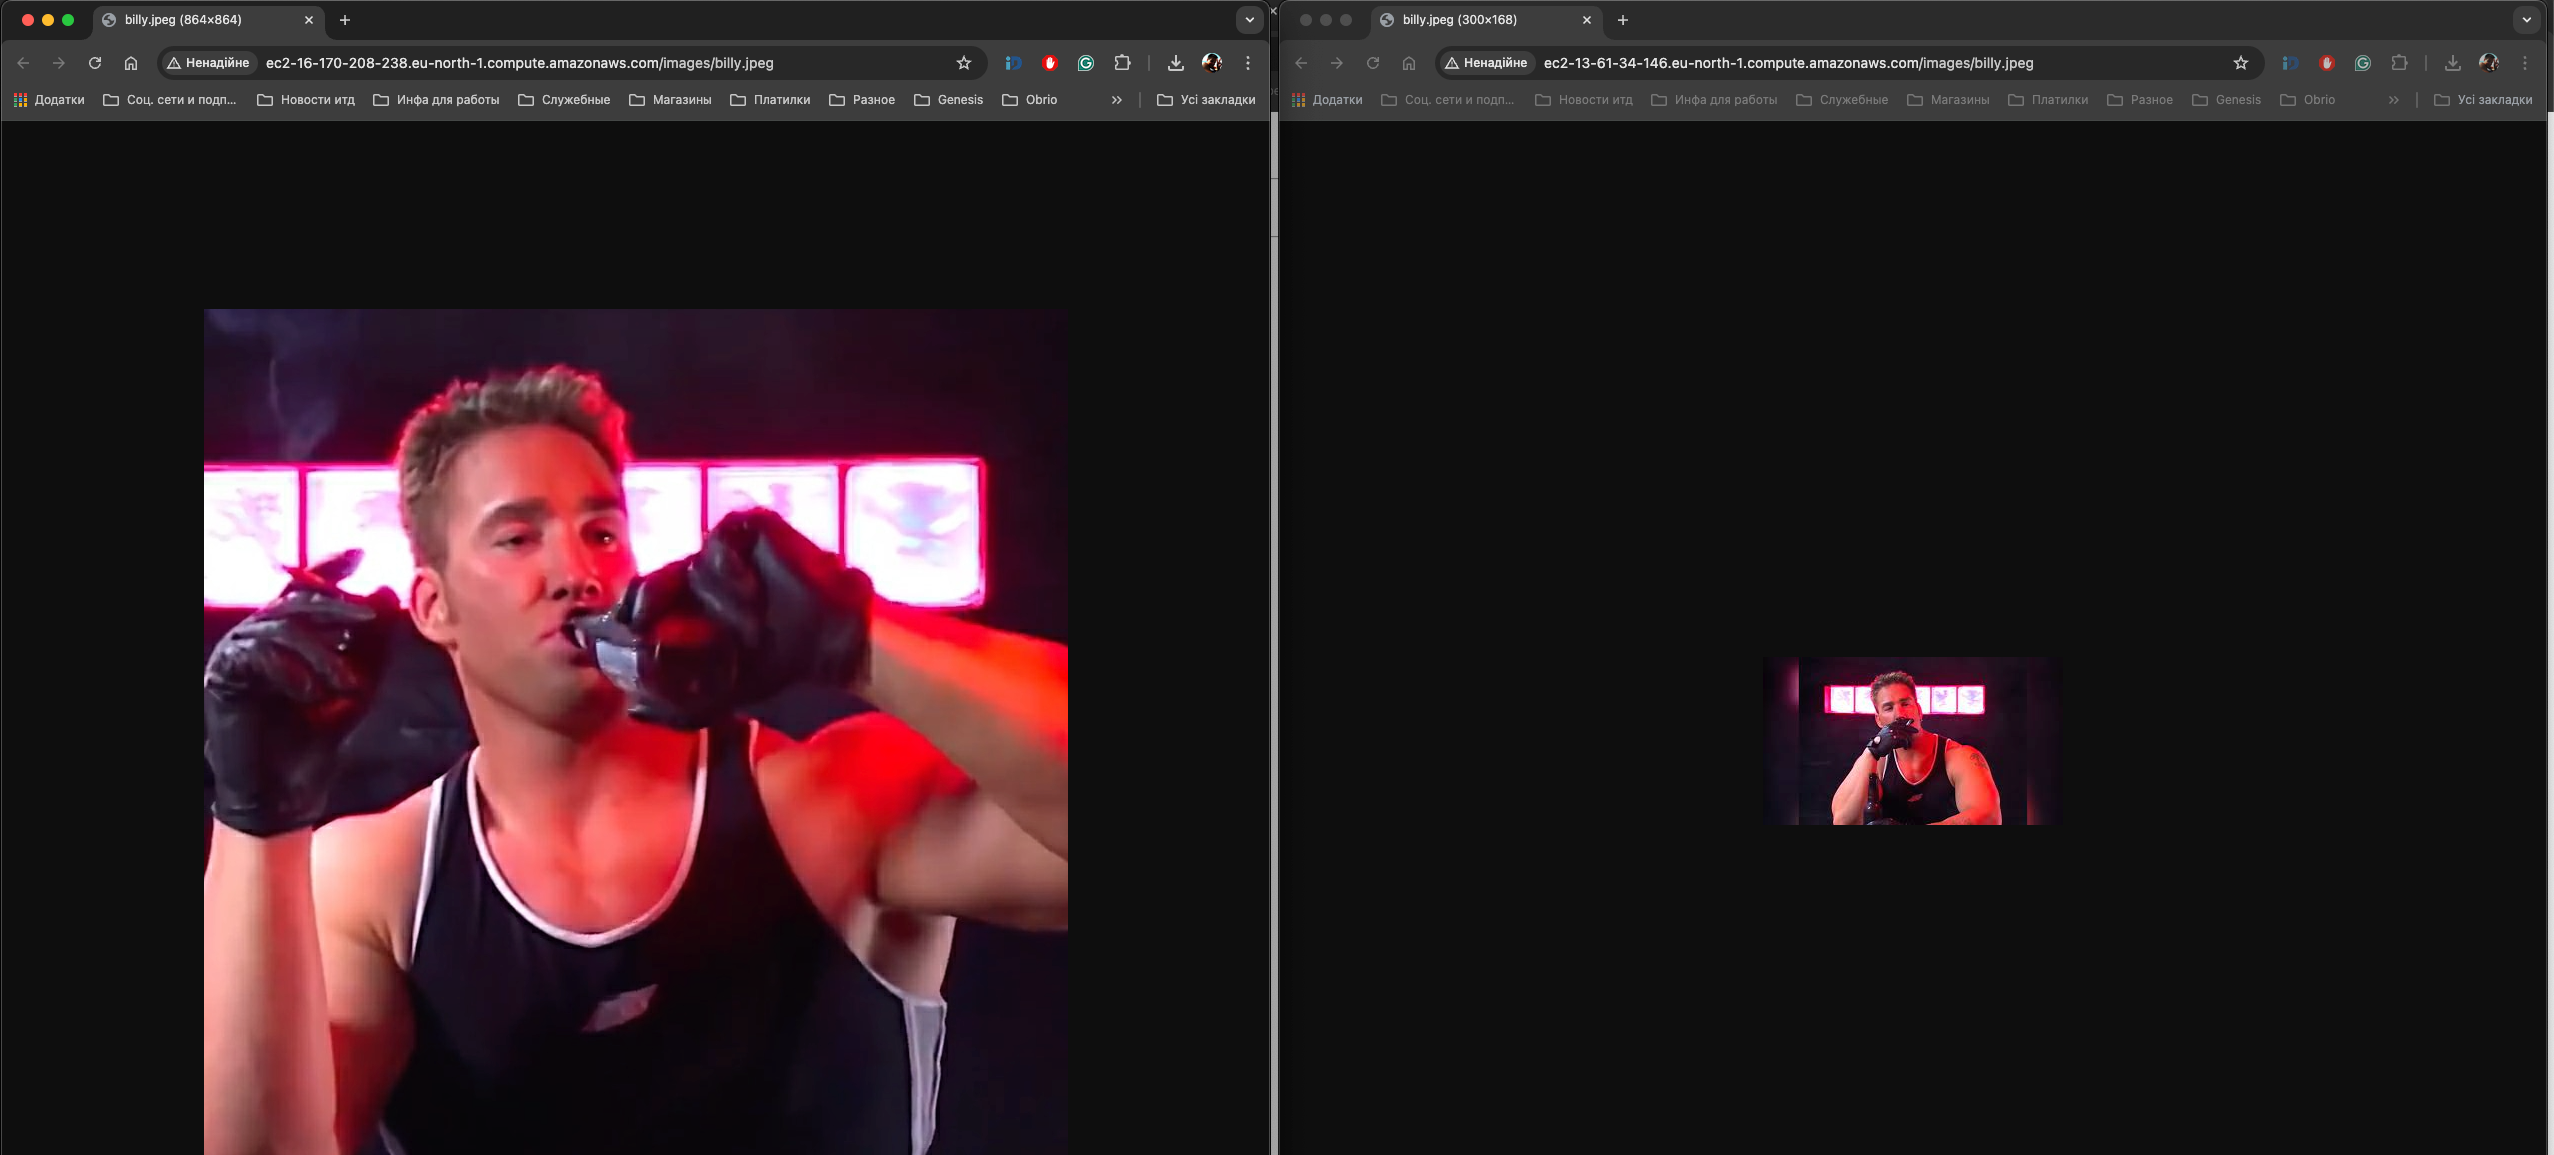 billy.jpeg (864×864)
Ненадійне ec2-16-170-208-238.eu-north-1.compute.amazonaws.com/images/billy.jpeg
Додатки Соц. сети и подп... Новости итд Инфа для работы Служебные Магазины Платилки Разное Genesis Obrio Усі закладки
billy.jpeg (300×168)
Ненадійне ec2-13-61-34-146.eu-north-1.compute.amazonaws.com/images/billy.jpeg
Додатки Соц. сети и подп... Новости итд Инфа для работы Служебные Магазины Платилки Разное Genesis Obrio Усі закладки